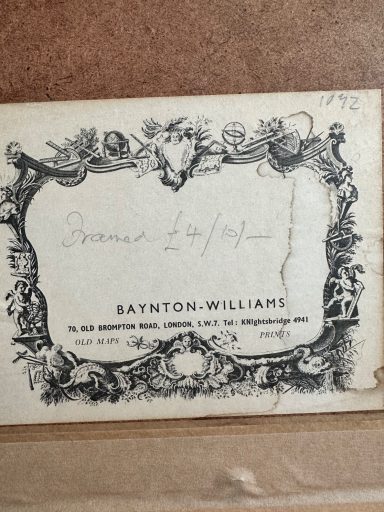 1092
Framed £4/10/-
BAYNTON-WILLIAMS
70, OLD BROMPTON ROAD, LONDON, S.W.7. Tel : KNIghtsbridge 4941
OLD MAPS PRINTS